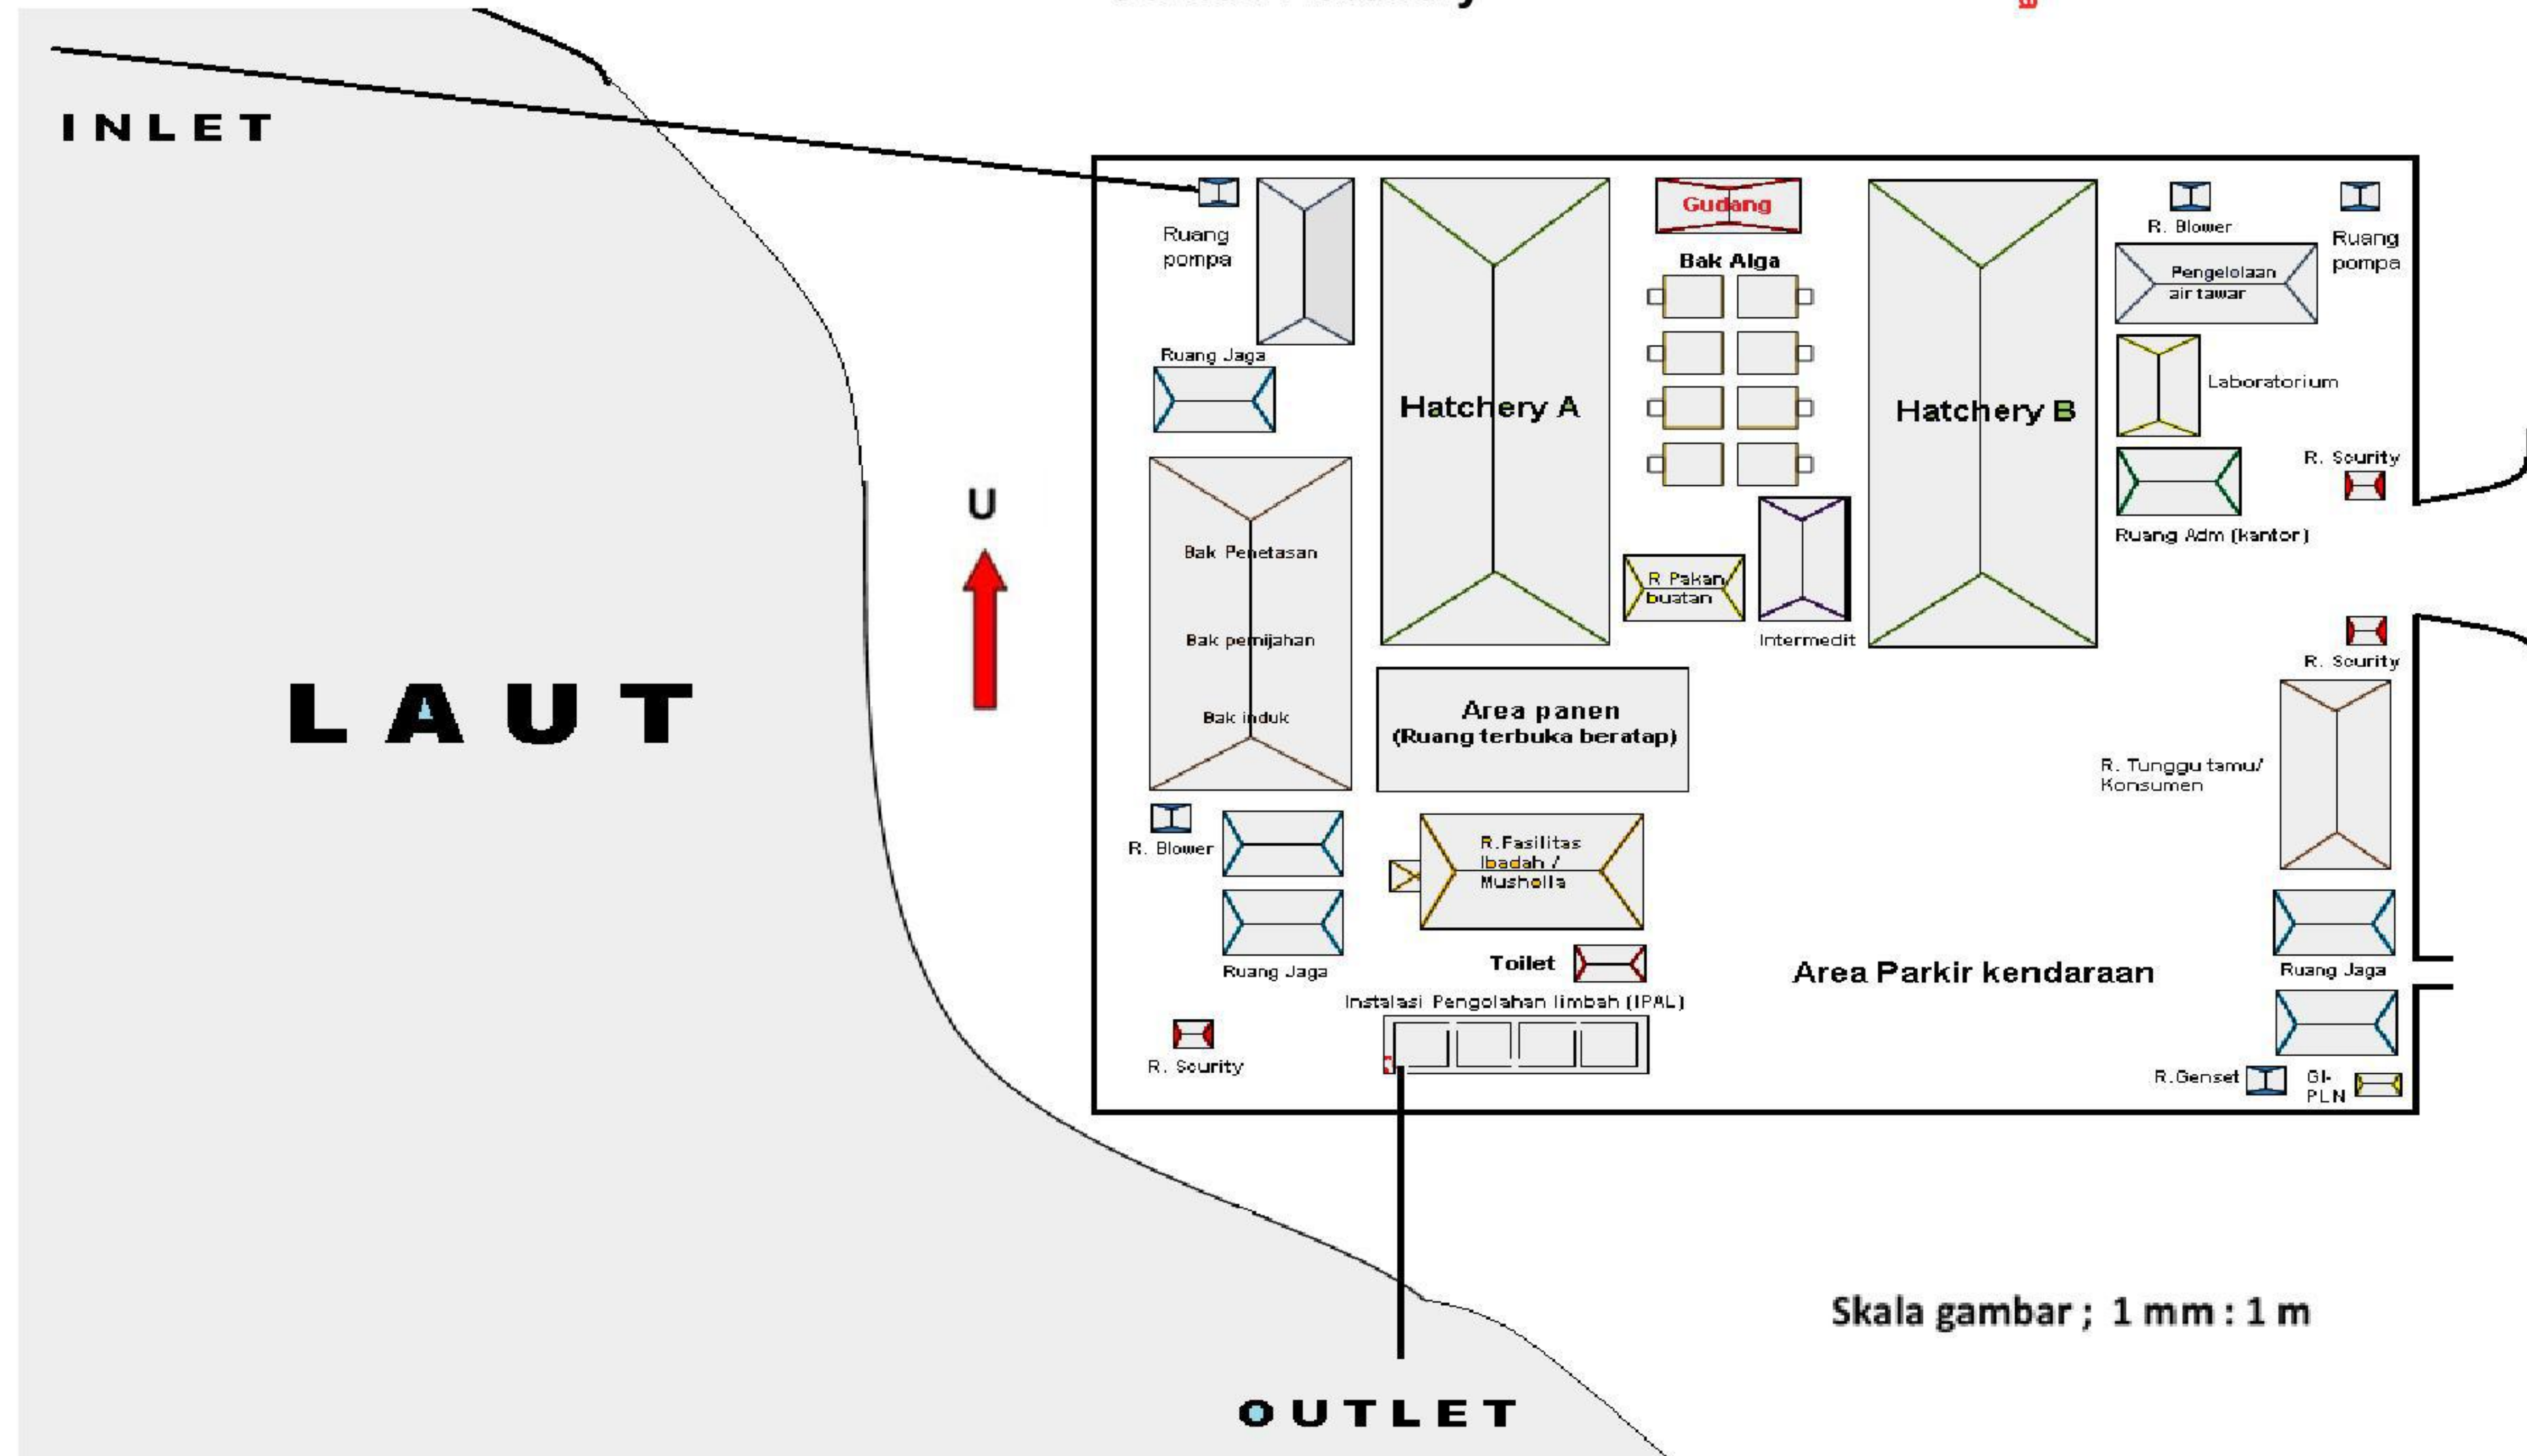 INLET
Ruang
pompa
Gudang
Bak Alga
R. Blower
Ruang
pompa
Pengelolaan
air tawar
Ruang Jaga
Laboratorium
Hatchery A
Hatchery B
R. Scurity
U
Ruang Adm (kantor)
Bak Penetasan
R Pakan
buatan
Bak pemijahan
Intermedit
R. Scurity
LAUT
Bak induk
Area panen
(Ruang terbuka beratap)
R. Tunggu tamu/
Konsumen
R. Blower
R.Fasilitas
Ibadah /
Musholla
Ruang Jaga
Toilet
Area Parkir kendaraan
Ruang Jaga
Instalasi Pengolahan limbah (IPAL)
R. Scurity
R.Genset
GI-
PLN
Skala gambar ; 1 mm : 1 m
OUTLET